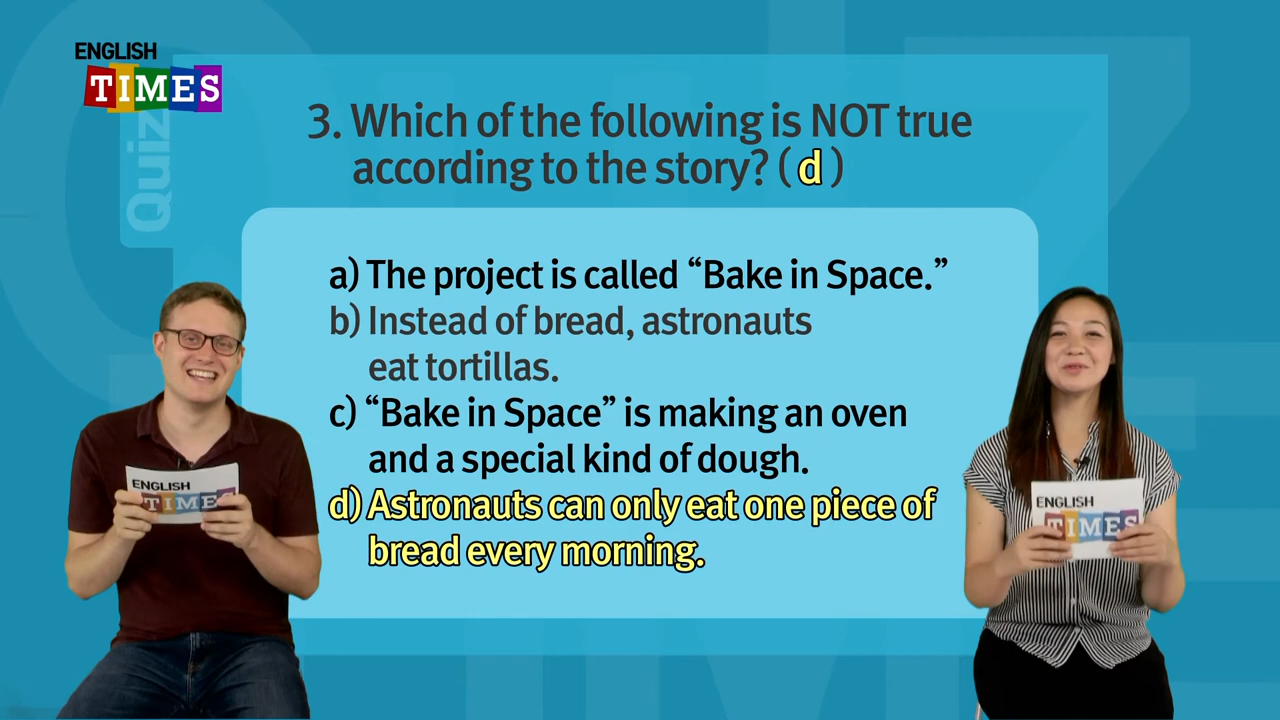 ENGLISH
TIMES
Quiz
3. Which of the following is NOT true
according to the story? ( d )
a) The project is called “Bake in Space.”
b) Instead of bread, astronauts
eat tortillas.
c) “Bake in Space” is making an oven
and a special kind of dough.
d) Astronauts can only eat one piece of
bread every morning.
ENGLISH
TIMES
ENGLISH
TIMES